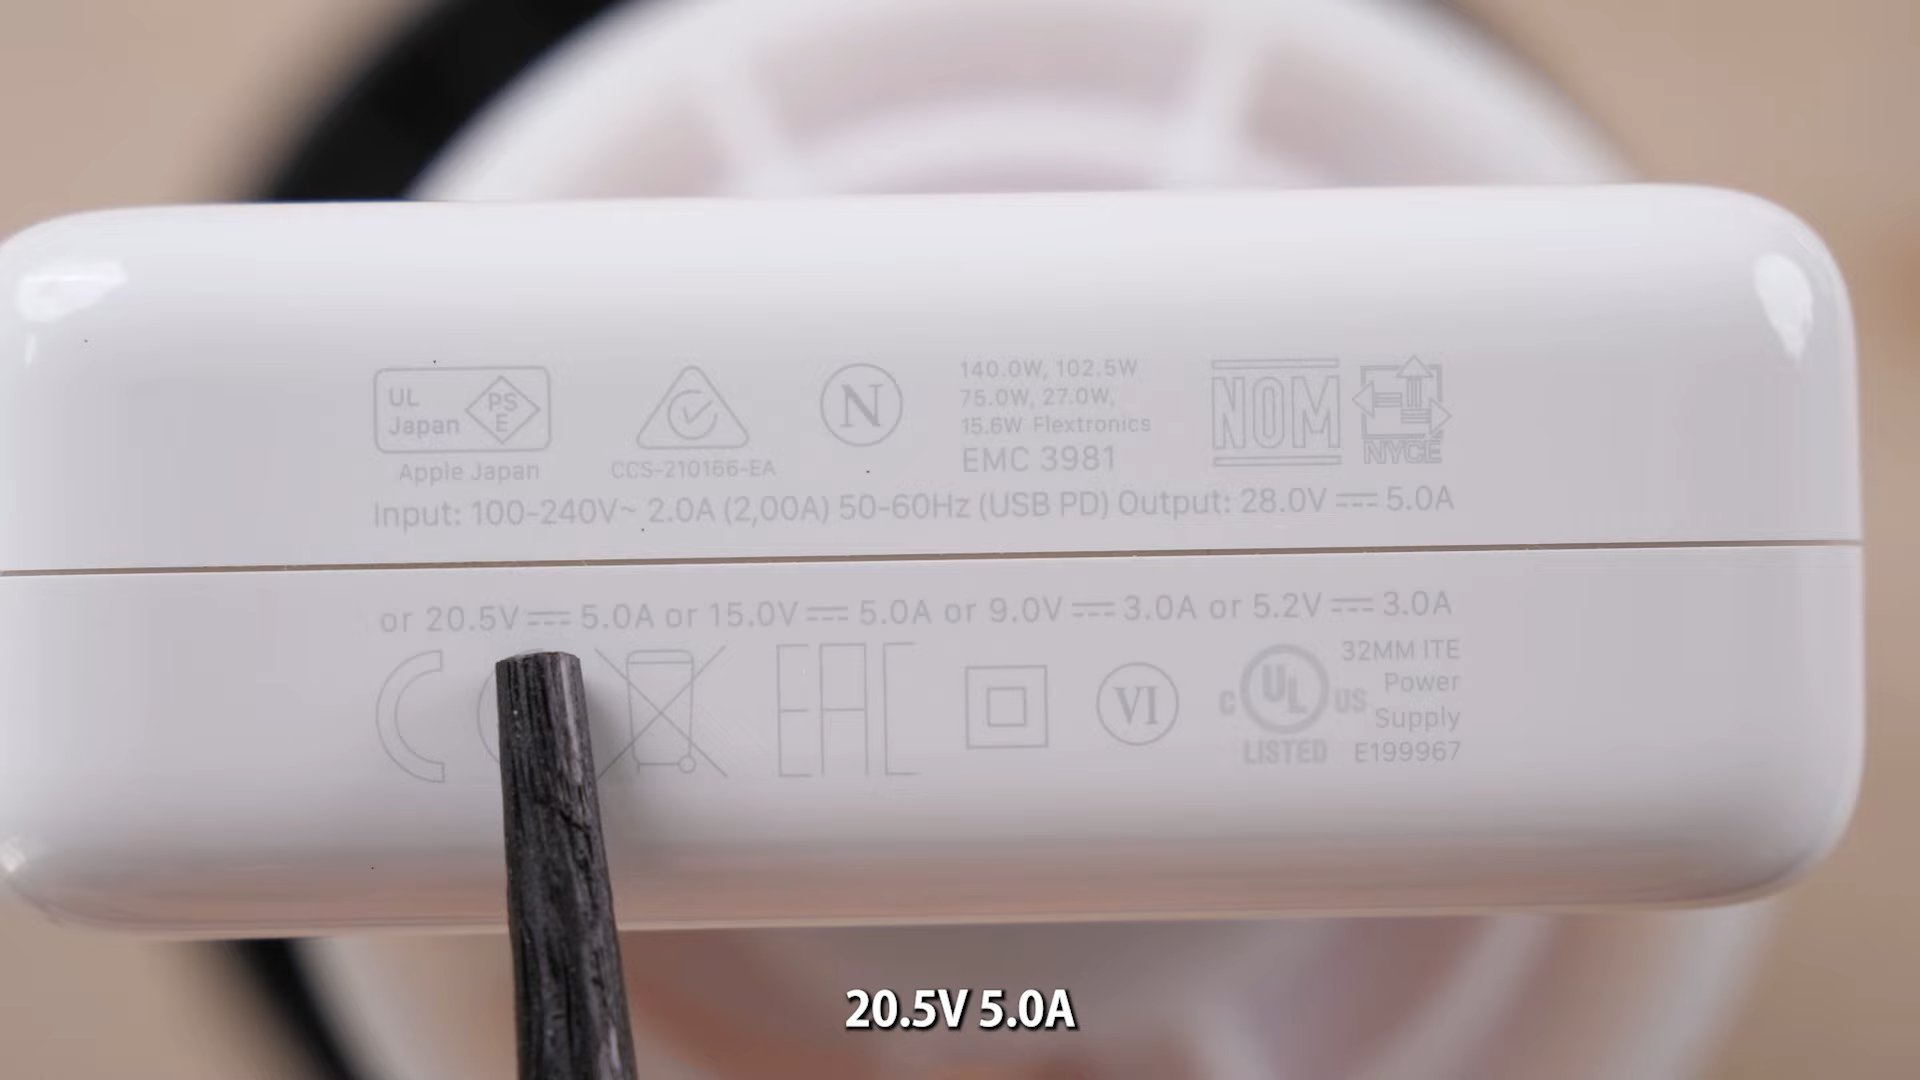 UL
Japan
PS
E
Apple Japan
CCS-210166-EA
N
140.0W, 102.5W
75.0W, 27.0W,
15.6W Flextronics
EMC 3981
NOM
NYCE
Input: 100-240V~ 2.0A (2,00A) 50-60Hz (USB PD) Output: 28.0V ⎓ 5.0A
or 20.5V ⎓ 5.0A or 15.0V ⎓ 5.0A or 9.0V ⎓ 3.0A or 5.2V ⎓ 3.0A
CE
EAC
VI
C UL US
LISTED
32MM ITE
Power
Supply
E199967
20.5V 5.0A